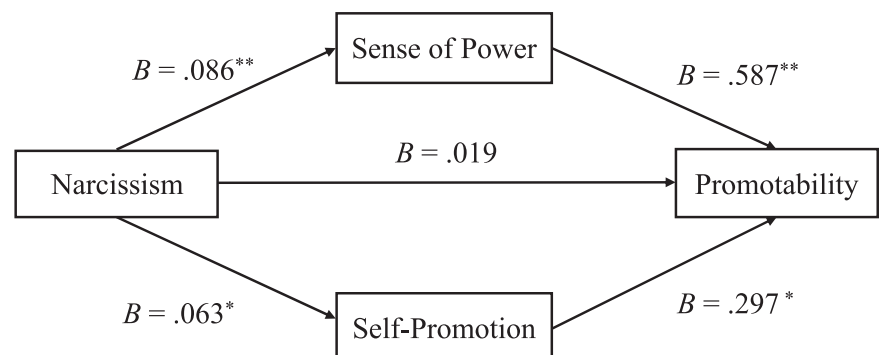 Sense of Power
B = .086**
B = .587**
B = .019
Narcissism
Promotability
B = .063*
B = .297 *
Self-Promotion